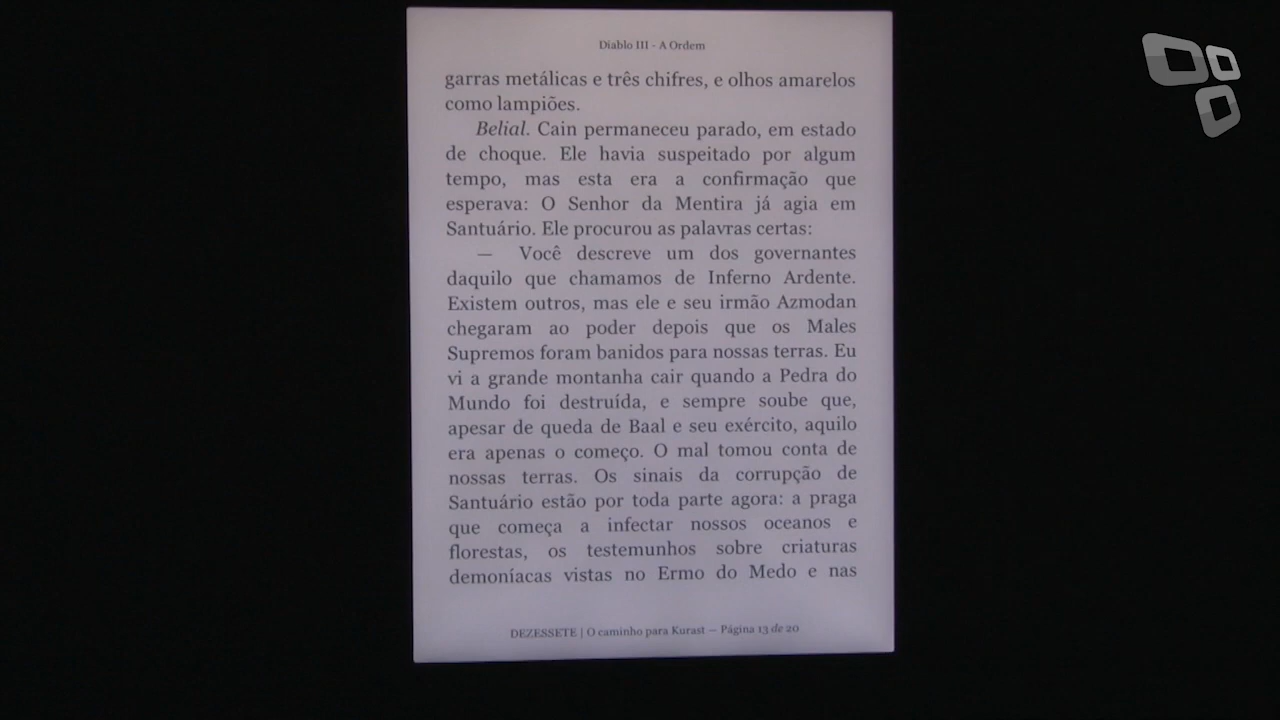 Diablo III - A Ordem
garras metálicas e três chifres, e olhos amarelos
como lampiões.
Belial. Cain permaneceu parado, em estado
de choque. Ele havia suspeitado por algum
tempo, mas esta era a confirmação que
esperava: O Senhor da Mentira já agia em
Santuário. Ele procurou as palavras certas:
— Você descreve um dos governantes
daquilo que chamamos de Inferno Ardente.
Existem outros, mas ele e seu irmão Azmodan
chegaram ao poder depois que os Males
Supremos foram banidos para nossas terras. Eu
vi a grande montanha cair quando a Pedra do
Mundo foi destruída, e sempre soube que,
apesar de queda de Baal e seu exército, aquilo
era apenas o começo. O mal tomou conta de
nossas terras. Os sinais da corrupção de
Santuário estão por toda parte agora: a praga
que começa a infectar nossos oceanos e
florestas, os testemunhos sobre criaturas
demoníacas vistas no Ermo do Medo e nas
DEZESSETE | O caminho para Kurast — Página 13 de 20